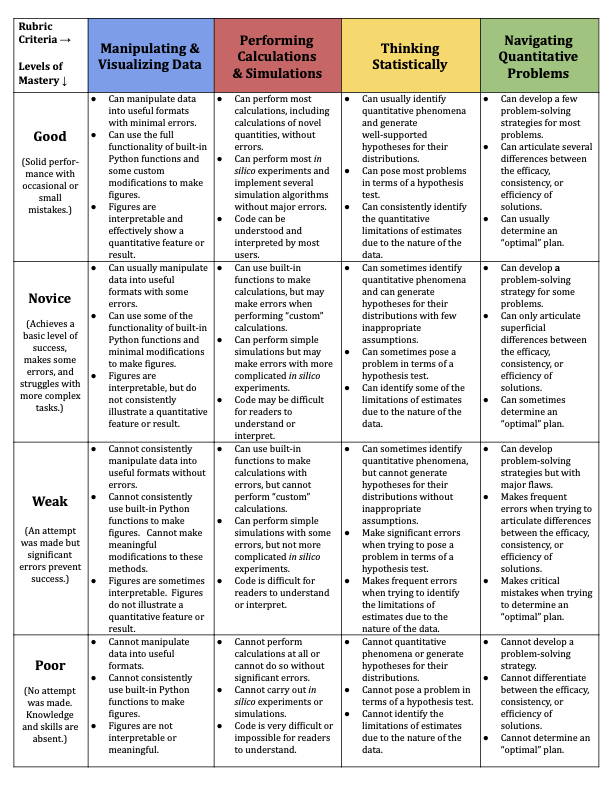 Rubric
Criteria →
Levels of
Mastery ↓
Manipulating &
Visualizing Data
Performing
Calculations
& Simulations
Thinking
Statistically
Navigating
Quantitative
Problems
Good
(Solid perfor-
mance with
occasional or
small
mistakes.)
● Can manipulate data
into useful formats
with minimal errors.
● Can use the full
functionality of built-in
Python functions and
some custom
modifications to make
figures.
● Figures are
interpretable and
effectively show a
quantitative feature or
result.
● Can perform most
calculations, including
calculations of novel
quantities, without
errors.
● Can perform most in
silico experiments and
implement several
simulation algorithms
without major errors.
● Code can be
understood and
interpreted by most
users.
● Can usually identify
quantitative phenomena
and generate
well-supported
hypotheses for their
distributions.
● Can pose most problems
in terms of a hypothesis
test.
● Can consistently identify
the quantitative
limitations of estimates
due to the nature of the
data.
● Can develop a few
problem-solving
strategies for most
problems.
● Can articulate several
differences between
the efficacy,
consistency, or
efficiency of
solutions.
● Can usually
determine an
“optimal” plan.
Novice
(Achieves a
basic level of
success,
makes some
errors, and
struggles with
more complex
tasks.)
● Can usually manipulate
data into useful
formats with some
errors.
● Can use some of the
functionality of built-in
Python functions and
minimal modifications
to make figures.
● Figures are
interpretable, but do
not consistently
illustrate a quantitative
feature or result.
● Can use built-in
functions to make
calculations, but may
make errors when
performing “custom”
calculations.
● Can perform simple
simulations but may
make errors with more
complicated in silico
experiments.
● Code may be difficult
for readers to
understand or
interpret.
● Can sometimes identify
quantitative phenomena
and can generate
hypotheses for their
distributions with few
inappropriate
assumptions.
● Can sometimes pose a
problem in terms of a
hypothesis test.
● Can identify some of the
limitations of estimates
due to the nature of the
data.
● Can develop a
problem-solving
strategy for some
problems.
● Can only articulate
superficial
differences between
the efficacy,
consistency, or
efficiency of
solutions.
● Can sometimes
determine an
“optimal” plan.
Weak
(An attempt
was made but
significant
errors prevent
success.)
● Cannot consistently
manipulate data into
useful formats without
errors.
● Cannot consistently
use built-in Python
functions to make
figures. Cannot make
meaningful
modifications to these
methods.
● Figures are sometimes
interpretable. Figures
do not illustrate a
quantitative feature or
result.
● Can use built-in
functions to make
calculations with
errors, but cannot
perform “custom”
calculations.
● Can perform simple
simulations with some
errors, but not more
complicated in silico
experiments.
● Code is difficult for
readers to understand
or interpret.
● Can sometimes identify
quantitative phenomena,
but cannot generate
hypotheses for their
distributions without
inappropriate
assumptions.
● Make significant errors
when trying to pose a
problem in terms of a
hypothesis test.
● Makes frequent errors
when trying to identify
the limitations of
estimates due to the
nature of the data.
● Can develop
problem-solving
strategies but with
major flaws.
● Makes frequent
errors when trying to
articulate differences
between the efficacy,
consistency, or
efficiency of
solutions.
● Makes critical
mistakes when trying
to determine an
“optimal” plan.
Poor
(No attempt
was made.
Knowledge
and skills are
absent.)
● Cannot manipulate
data into useful
formats.
● Cannot consistently
use built-in Python
functions to make
figures.
● Figures are not
interpretable or
meaningful.
● Cannot perform
calculations at all or
cannot do so without
significant errors.
● Cannot carry out in
silico experiments or
simulations.
● Code is very difficult or
impossible for readers
to understand.
● Cannot quantitative
phenomena or generate
hypotheses for their
distributions.
● Cannot pose a problem in
terms of a hypothesis test.
● Cannot identify the
limitations of estimates
due to the nature of the
data.
● Cannot develop a
problem-solving
strategy.
● Cannot differentiate
between the efficacy,
consistency, or
efficiency of
solutions.
● Cannot determine an
“optimal” plan.